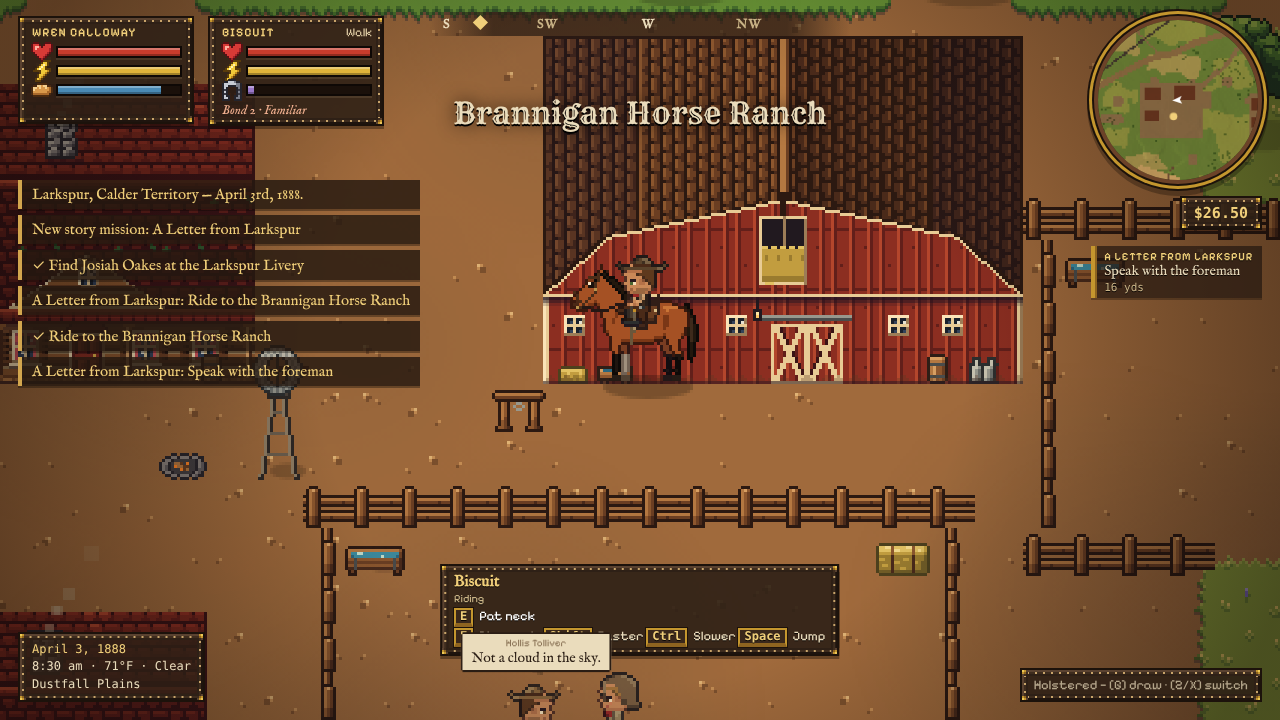 S
SW
W
NW
WREN CALLOWAY
BISCUIT
Walk
Bond 2 · Familiar
Brannigan Horse Ranch
Larkspur, Calder Territory — April 3rd, 1888.
New story mission: A Letter from Larkspur
✓ Find Josiah Oakes at the Larkspur Livery
A Letter from Larkspur: Ride to the Brannigan Horse Ranch
✓ Ride to the Brannigan Horse Ranch
A Letter from Larkspur: Speak with the foreman
$26.50
A LETTER FROM LARKSPUR
Speak with the foreman
16 yds
Biscuit
Riding
E Pat neck
Ctrl Slower Space Jump
Hollis Tolliver
Not a cloud in the sky.
April 3, 1888
8:30 am · 71°F · Clear
Dustfall Plains
Holstered - (G) draw · (2/X) switch